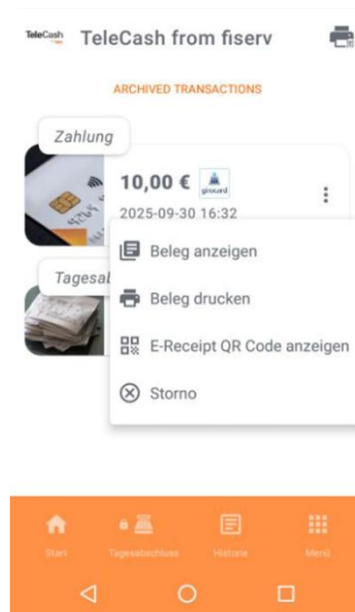 TeleCash TeleCash from fiserv
ARCHIVED TRANSACTIONS
Zahlung
10,00 € girocard
2025-09-30 16:32
Beleg anzeigen
Tagesab
Beleg drucken
E-Receipt QR Code anzeigen
Storno
Start Tagesabschluss Historie Menü